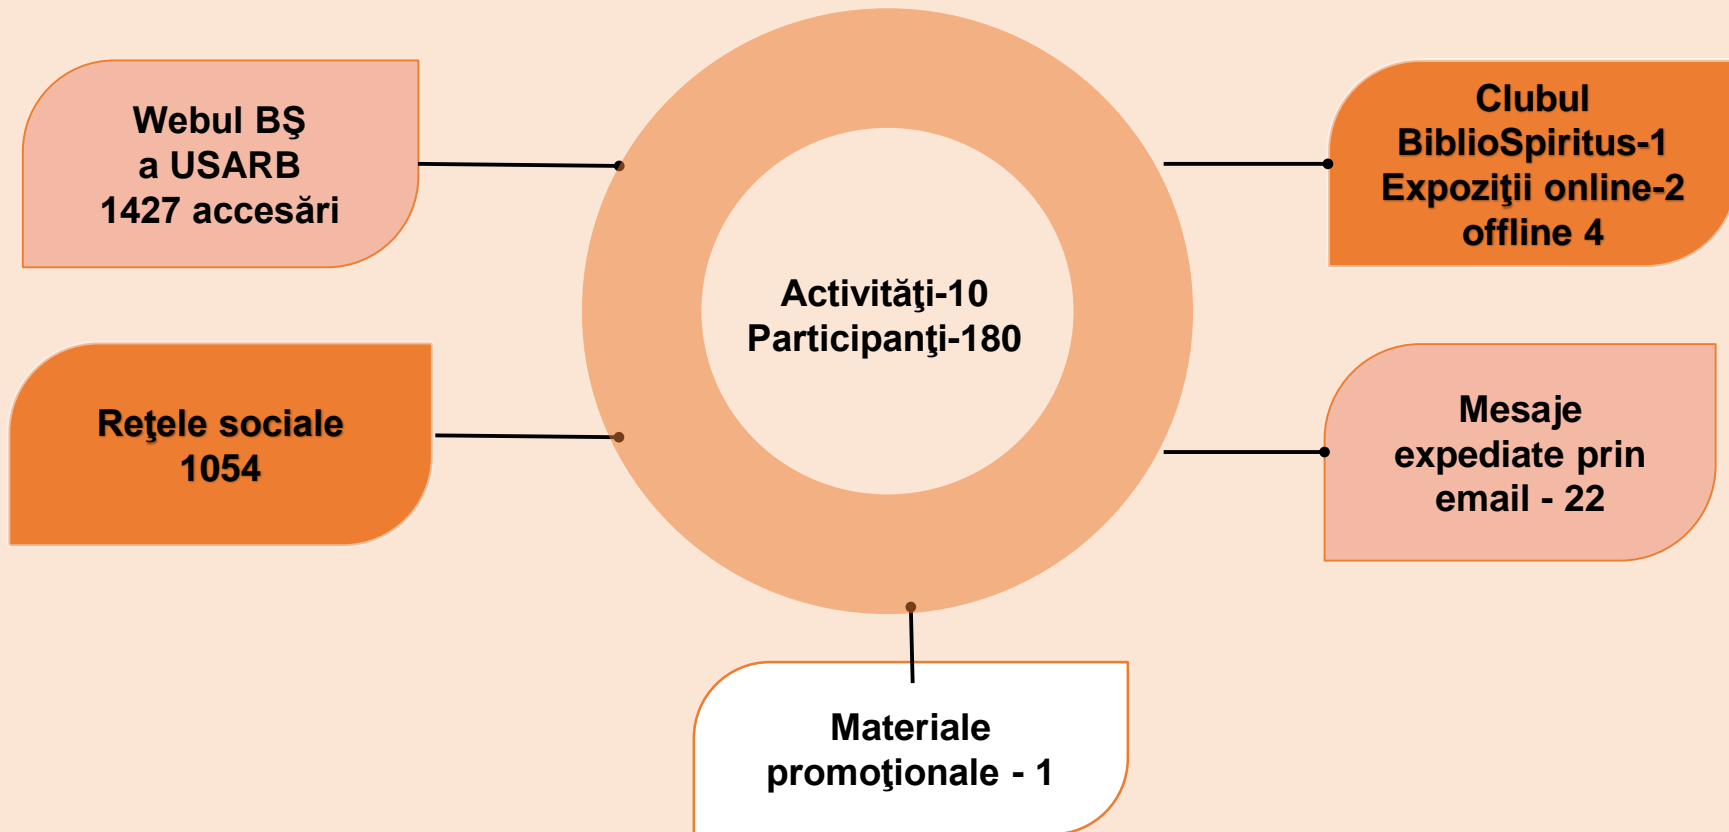 Webul BŞ
a USARB
1427 accesări
Reţele sociale
1054
Activităţi-10
Participanţi-180
Clubul
BiblioSpiritus-1
Expoziţii online-2
offline 4
Mesaje
expediate prin
email - 22
Materiale
promoţionale - 1